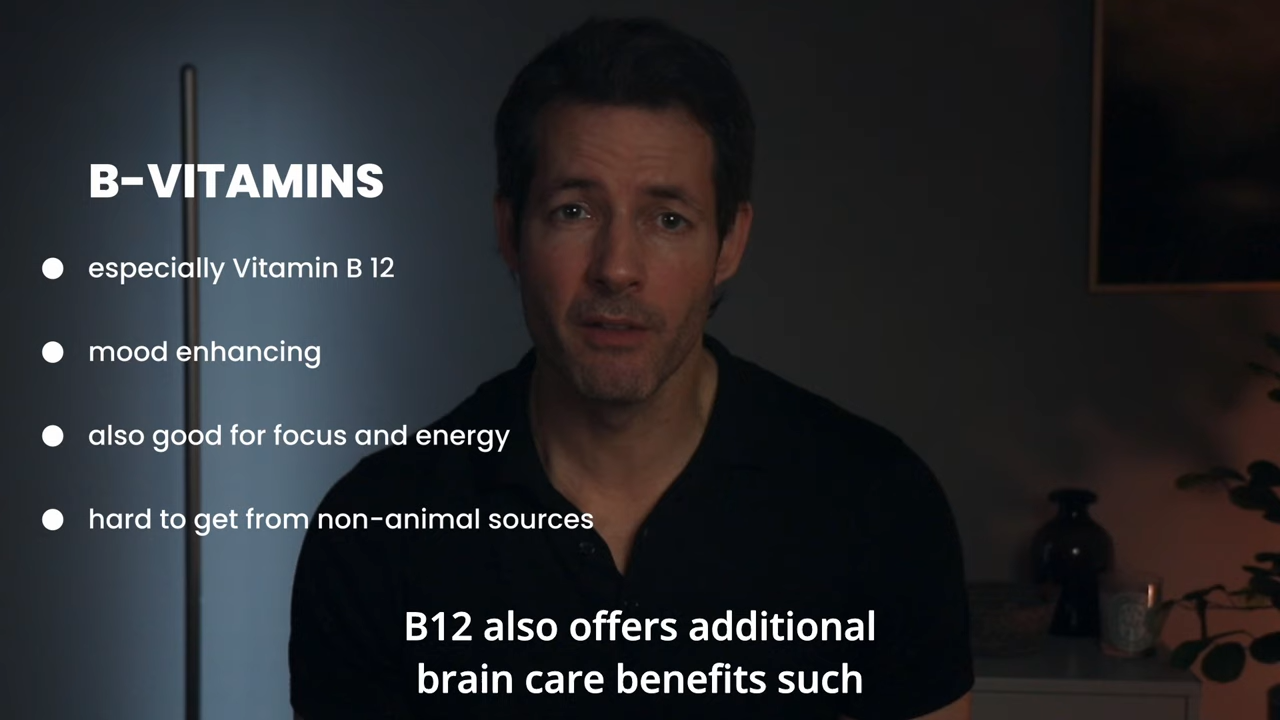 B-VITAMINS
especially Vitamin B 12
mood enhancing
also good for focus and energy
hard to get from non-animal sources
B12 also offers additional
brain care benefits such